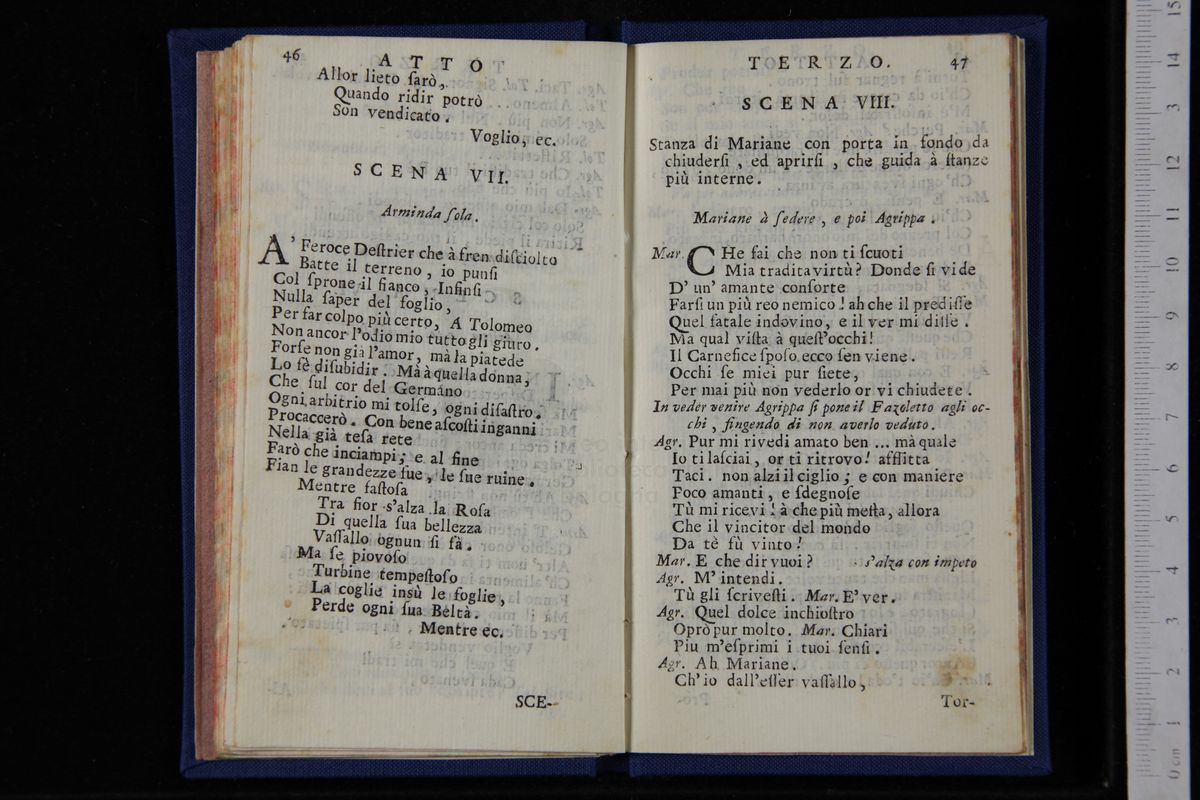 46
ATTO
Allor lieto ſarò,
Quando ridir potrò
Son vendicato.
Voglio, ec.
SCENA VII.
Arminda ſola.
A' Feroce Deſtrier che à fren diſciolto
Batte il terreno, io punſi
Col ſprone il fianco, Inſinſi
Nulla ſaper del foglio,
Per far colpo più certo, A Tolomeo
Non ancor l'odio mio tutto gli giuro.
Forſe non già l'amor, mà la piatede
Lo fè diſubidir. Mà à quella donna,
Che ſul cor del Germano
Ogni arbitrio mi tolſe, ogni diſaſtro.
Procaccerò. Con bene aſcoſti inganni
Nella già teſa rete
Farò che inciampi; e al fine
Fian le grandezze ſue, le ſue ruine.
Mentre faſtoſa
Tra fior s'alza la Roſa
Di quella ſua bellezza
Vaſſallo ognun ſi fà.
Ma ſe piovoſo
Turbine tempeſtoſo
La coglie insù le foglie,
Perde ogni ſua Beltà.
Mentre ec.
SCE-
TERZO.
47
SCENA VIII.
Stanza di Mariane con porta in fondo da
chiuderſi, ed aprirſi, che guida à ſtanze
più interne.
Mariane à ſedere, e poi Agrippa.
Mar. CHe fai che non ti ſcuoti
Mia tradita virtù? Donde ſi vide
D' un' amante conſorte
Farſi un più reo nemico! ah che il prediſſe
Quel fatale indovino, e il ver mi diſſe.
Ma qual viſta à queſt'occhi!
Il Carnefice ſpoſo ecco ſen viene.
Occhi ſe miei pur ſiete,
Per mai più non vederlo or vi chiudete!
In veder venire Agrippa ſi pone il Fazoletto agli oc-
chi, fingendo di non averlo veduto.
Agr. Pur mi rivedi amato ben ... mà quale
Io ti laſciai, or ti ritrovo! afflitta
Taci. non alzi il ciglio; e con maniere
Poco amanti, e ſdegnoſe
Tù mi ricevi! à che più meſta, allora
Che il vincitor del mondo
Da tè fù vinto!
Mar. E che dir vuoi? s'alza con impeto
Agr. M' intendi.
Tù gli ſcriveſti. Mar. E' ver.
Agr. Quel dolce inchioſtro
Oprò pur molto. Mar. Chiari
Piu m'eſprimi i tuoi ſenſi.
Agr. Ah Mariane.
Ch' io dall'eſſer vaſſallo,
Tor-